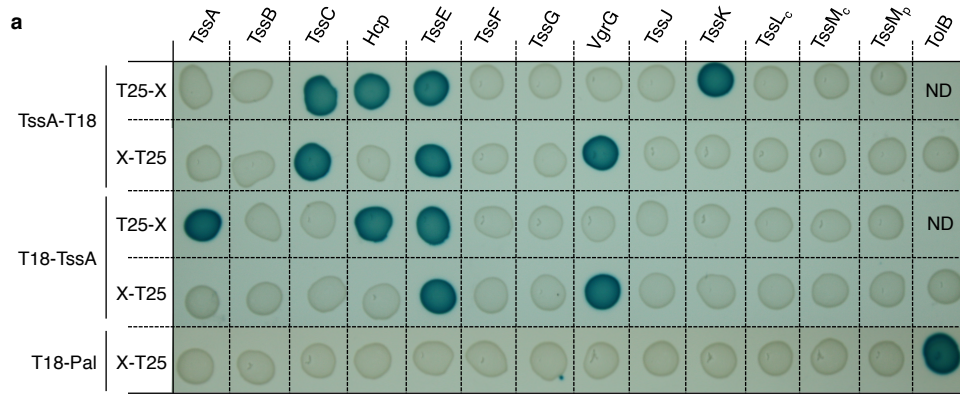 a
TssA TssB TssC Hcp TssE TssF TssG VgrG TssJ TssK TssLc TssMc TssMp TolB
TssA-T18
T25-X ND
X-T25
T18-TssA
T25-X ND
X-T25
T18-Pal
X-T25